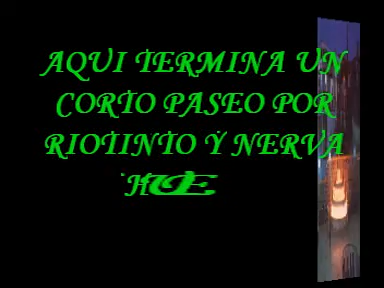 AQUI TERMINA UN
CORTO PASEO POR
RIOTINTO Y NERVA